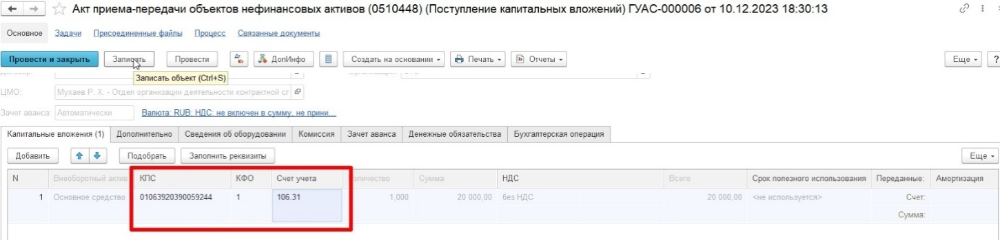 Акт приема-передачи объектов нефинансовых активов (0510448) (Поступление капитальных вложений) ГУАС-000006 от 10.12.2023 18:30:13
Основное Задачи Присоединенные файлы Процесс Связанные документы
Провести и закрыть Записать Провести Дт Кт ДопИнфо Создать на основании Печать Отчеты Еще ?
Записать объект (Ctrl+S)
ЦМО: Мухаев Р. Х. - Отдел организации деятельности контрактной сл
Зачет аванса: Автоматически Валюта: RUB; НДС: не включен в сумму, не прини...
Капитальные вложения (1) Дополнительно Сведения об оборудовании Комиссия Зачет аванса Денежные обязательства Бухгалтерская операция
Добавить Подобрать Заполнить реквизиты Еще
N Внеоборотный актив КПС КФО Счет учета Количество Сумма НДС Всего Срок полезного использования Переданные: Амортизация
1 Основное средство 01063920390059244 1 106.31 1,000 20 000,00 без НДС 20 000,00 <не используется> Счет:
Сумма: